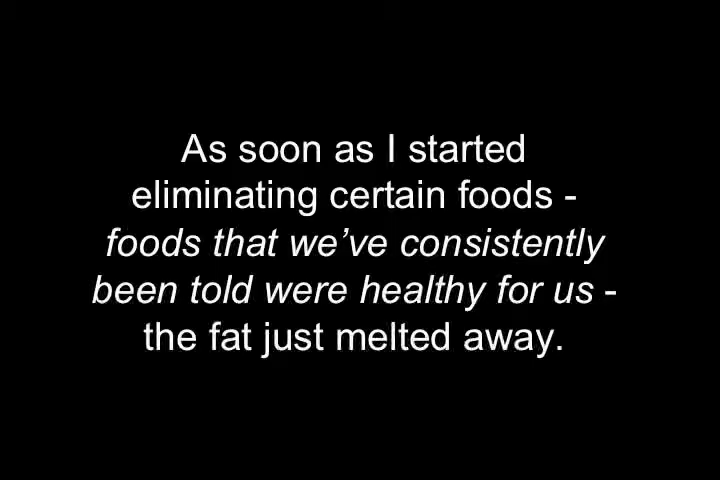 As soon as I started
eliminating certain foods -
foods that we’ve consistently
been told were healthy for us -
the fat just melted away.